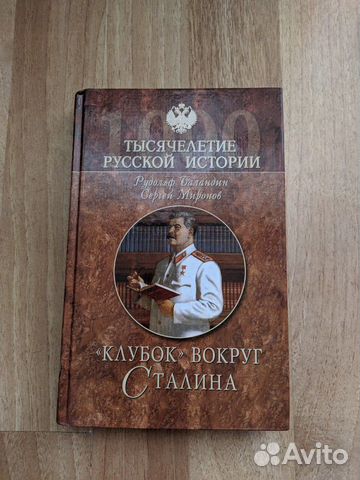 1000
ТЫСЯЧЕЛЕТИЕ
РУССКОЙ ИСТОРИИ
Рудольф Баландин
Сергей Миронов
«КЛУБОК» ВОКРУГ
СТАЛИНА
Avito